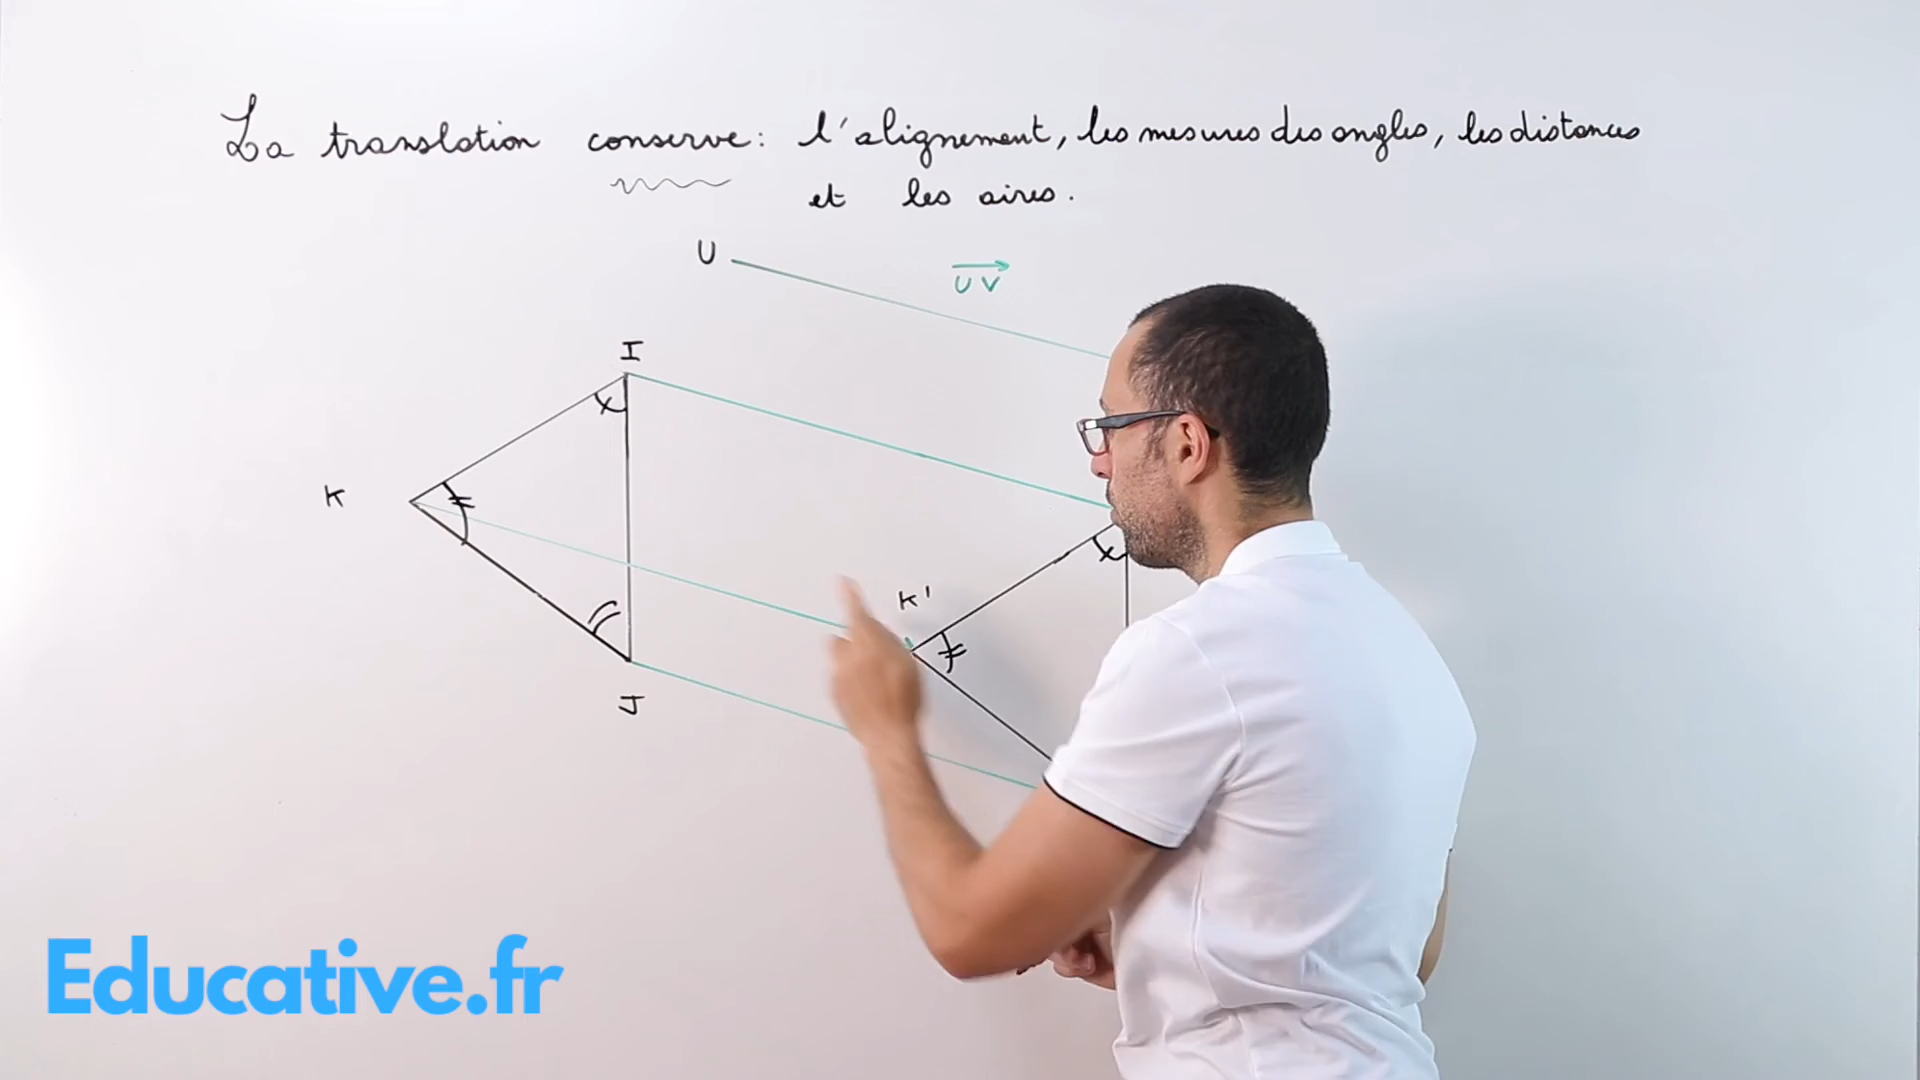 La translation conserve : l'alignement, les mesures des angles, les distances
et les aires.
U
UV
I
K
K'
J
Educative.fr